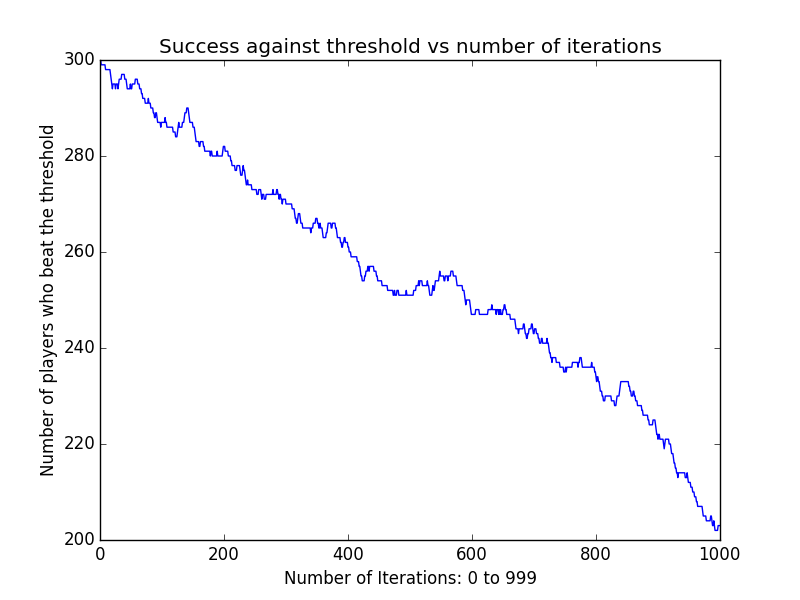 Success against threshold vs number of iterations
300
280
260
240
220
200
Number of players who beat the threshold
0 200 400 600 800 1000
Number of Iterations: 0 to 999